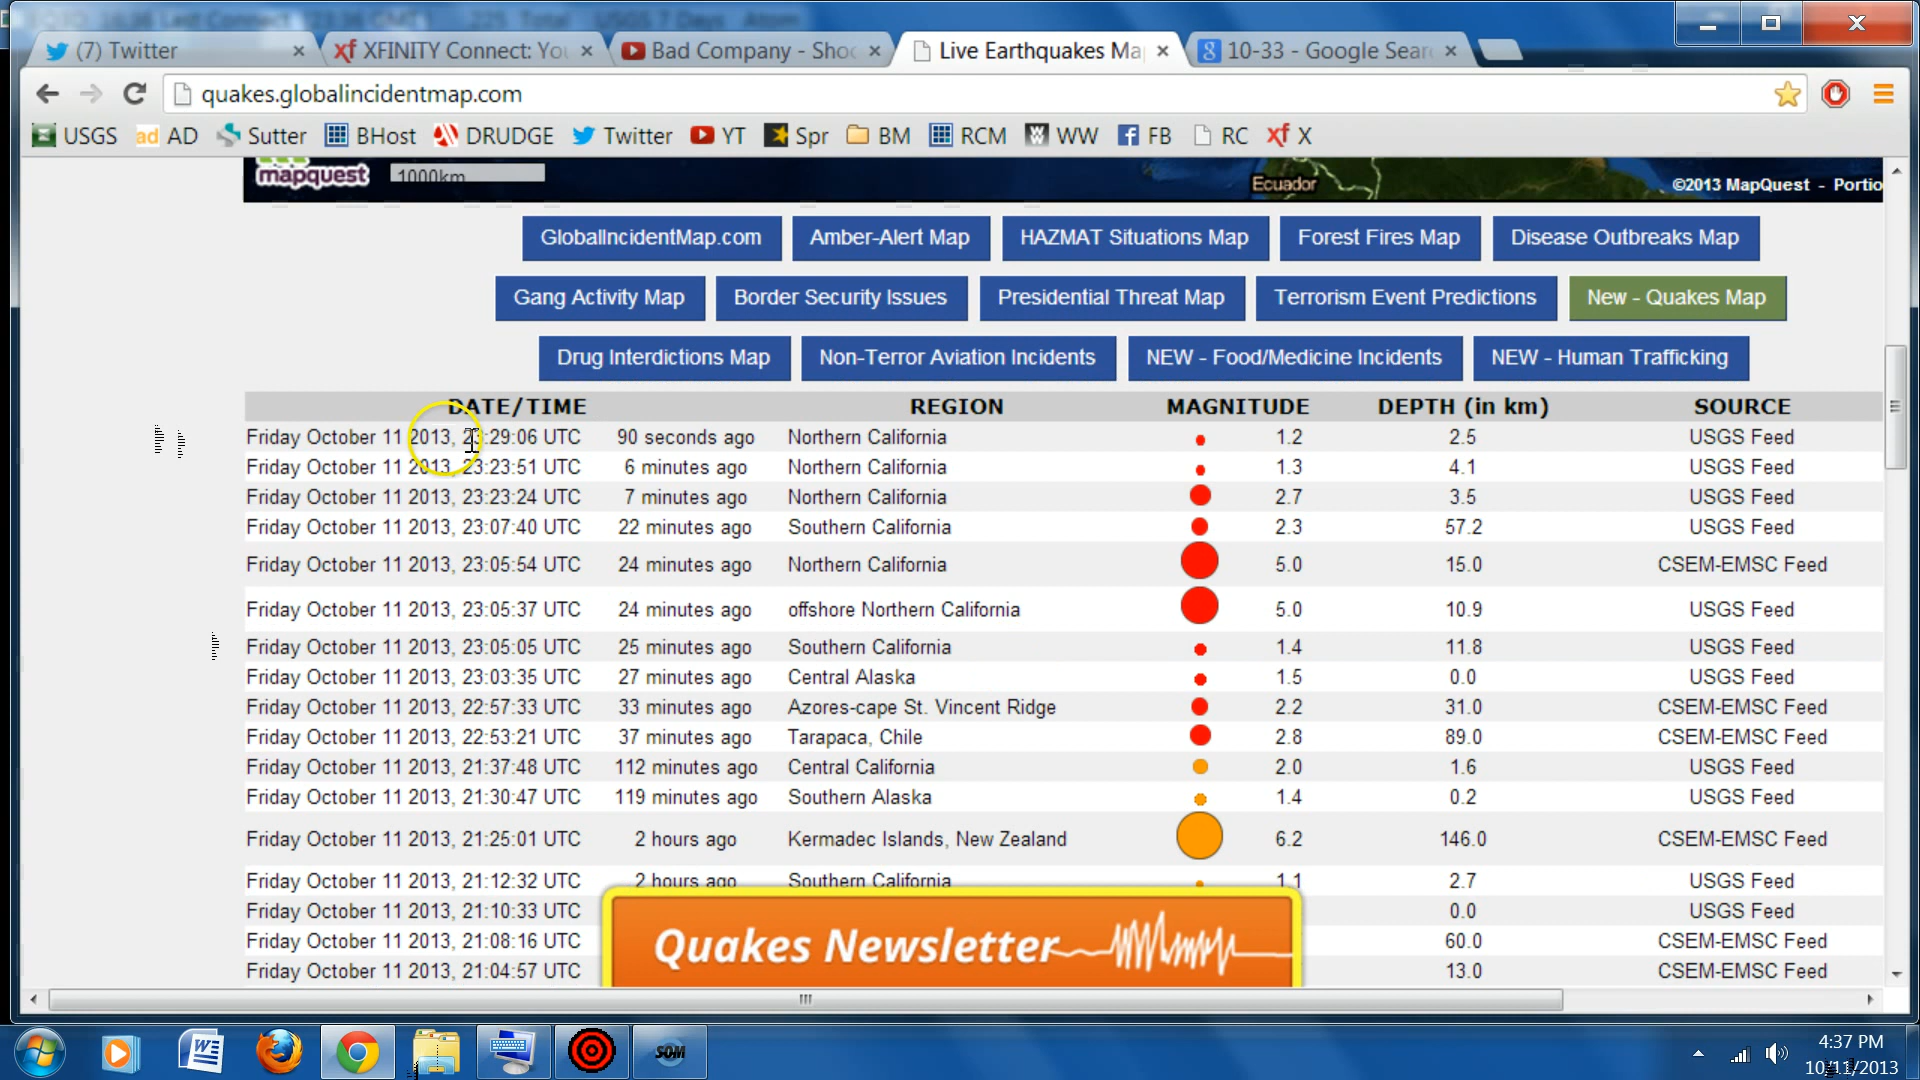 (7) Twitter
XFINITY Connect: You
Bad Company - Shoo
Live Earthquakes Map
10-33 - Google Sear
quakes.globalincidentmap.com
USGS ad AD Sutter BHost DRUDGE Twitter YT Spr BM RCM WW FB RC xf X
mapquest 1000km Ecuador ©2013 MapQuest - Portio
GlobalIncidentMap.com Amber-Alert Map HAZMAT Situations Map Forest Fires Map Disease Outbreaks Map
Gang Activity Map Border Security Issues Presidential Threat Map Terrorism Event Predictions New - Quakes Map
Drug Interdictions Map Non-Terror Aviation Incidents NEW - Food/Medicine Incidents NEW - Human Trafficking
DATE/TIME REGION MAGNITUDE DEPTH (in km) SOURCE
Friday October 11 2013, 23:29:06 UTC 90 seconds ago Northern California 1.2 2.5 USGS Feed
Friday October 11 2013, 23:23:51 UTC 6 minutes ago Northern California 1.3 4.1 USGS Feed
Friday October 11 2013, 23:23:24 UTC 7 minutes ago Northern California 2.7 3.5 USGS Feed
Friday October 11 2013, 23:07:40 UTC 22 minutes ago Southern California 2.3 57.2 USGS Feed
Friday October 11 2013, 23:05:54 UTC 24 minutes ago Northern California 5.0 15.0 CSEM-EMSC Feed
Friday October 11 2013, 23:05:37 UTC 24 minutes ago offshore Northern California 5.0 10.9 USGS Feed
Friday October 11 2013, 23:05:05 UTC 25 minutes ago Southern California 1.4 11.8 USGS Feed
Friday October 11 2013, 23:03:35 UTC 27 minutes ago Central Alaska 1.5 0.0 USGS Feed
Friday October 11 2013, 22:57:33 UTC 33 minutes ago Azores-cape St. Vincent Ridge 2.2 31.0 CSEM-EMSC Feed
Friday October 11 2013, 22:53:21 UTC 37 minutes ago Tarapaca, Chile 2.8 89.0 CSEM-EMSC Feed
Friday October 11 2013, 21:37:48 UTC 112 minutes ago Central California 2.0 1.6 USGS Feed
Friday October 11 2013, 21:30:47 UTC 119 minutes ago Southern Alaska 1.4 0.2 USGS Feed
Friday October 11 2013, 21:25:01 UTC 2 hours ago Kermadec Islands, New Zealand 6.2 146.0 CSEM-EMSC Feed
Friday October 11 2013, 21:12:32 UTC 2 hours ago Southern California 1.1 2.7 USGS Feed
Friday October 11 2013, 21:10:33 UTC 0.0 USGS Feed
Friday October 11 2013, 21:08:16 UTC 60.0 CSEM-EMSC Feed
Friday October 11 2013, 21:04:57 UTC 13.0 CSEM-EMSC Feed
Quakes Newsletter
SOM
4:37 PM
10/11/2013